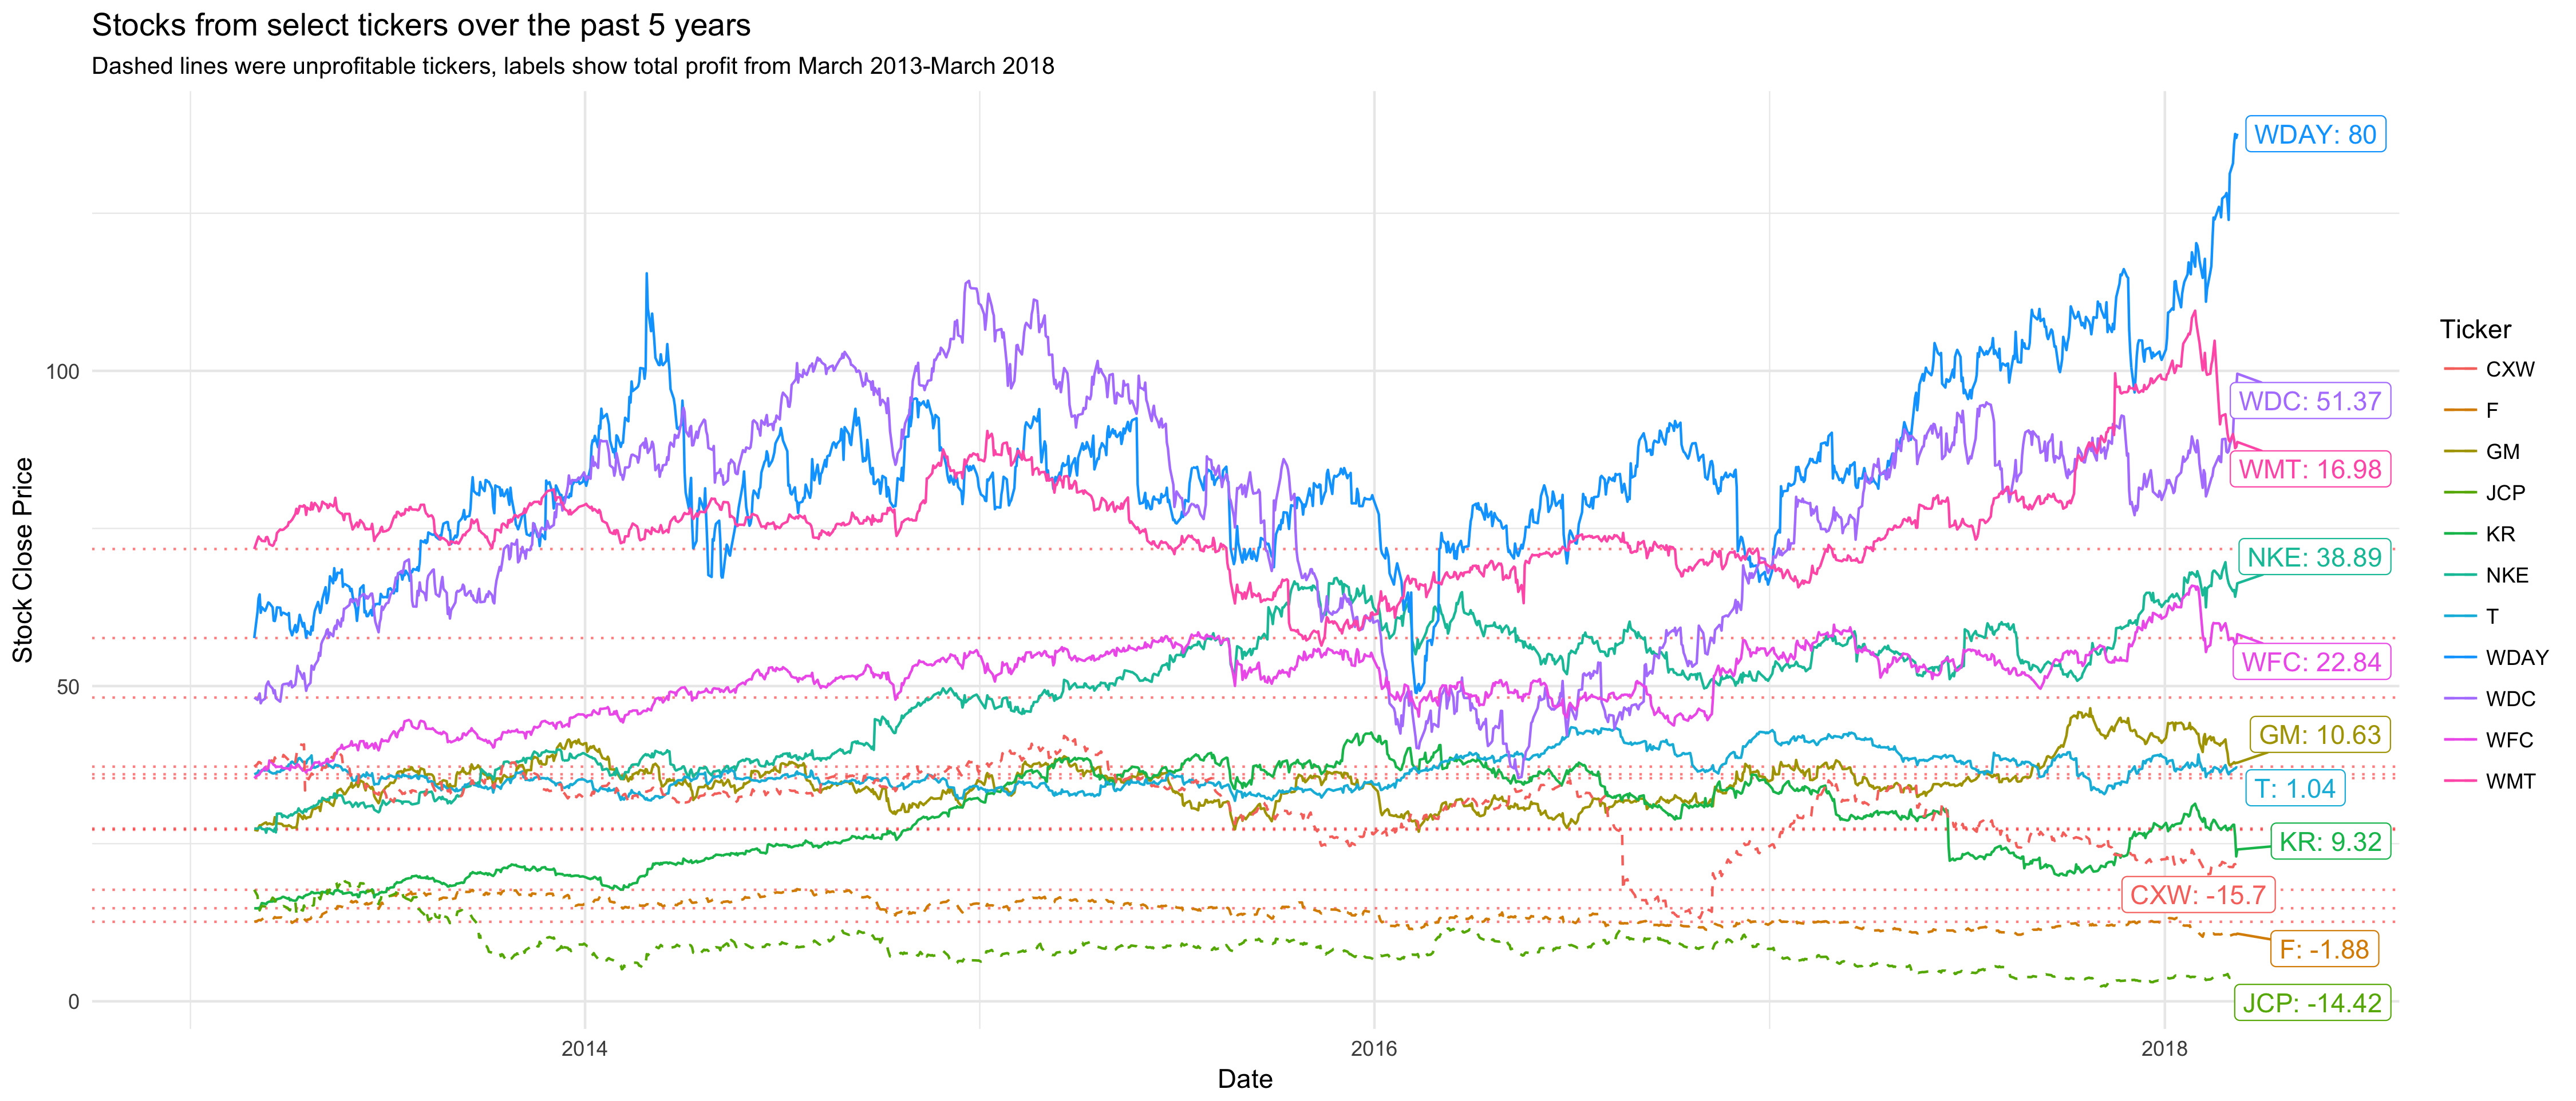 Stocks from select tickers over the past 5 years
Dashed lines were unprofitable tickers, labels show total profit from March 2013-March 2018
Stock Close Price
100
50
0
WDAY: 80
WDC: 51.37
WMT: 16.98
NKE: 38.89
WFC: 22.84
GM: 10.63
T: 1.04
KR: 9.32
CXW: -15.7
F: -1.88
JCP: -14.42
2014
2016
2018
Date
Ticker
CXW
F
GM
JCP
KR
NKE
T
WDAY
WDC
WFC
WMT